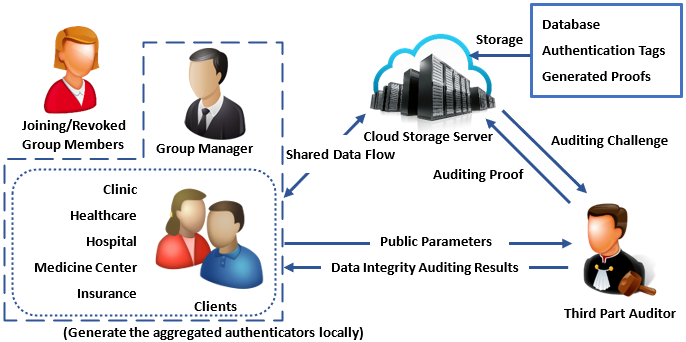 Storage
Database
Authentication Tags
Generated Proofs
Joining/Revoked
Group Members
Group Manager
Cloud Storage Server
Shared Data Flow
Auditing Challenge
Auditing Proof
Clinic
Healthcare
Hospital
Medicine Center
Insurance
Clients
Public Parameters
Data Integrity Auditing Results
Third Part Auditor
(Generate the aggregated authenticators locally)